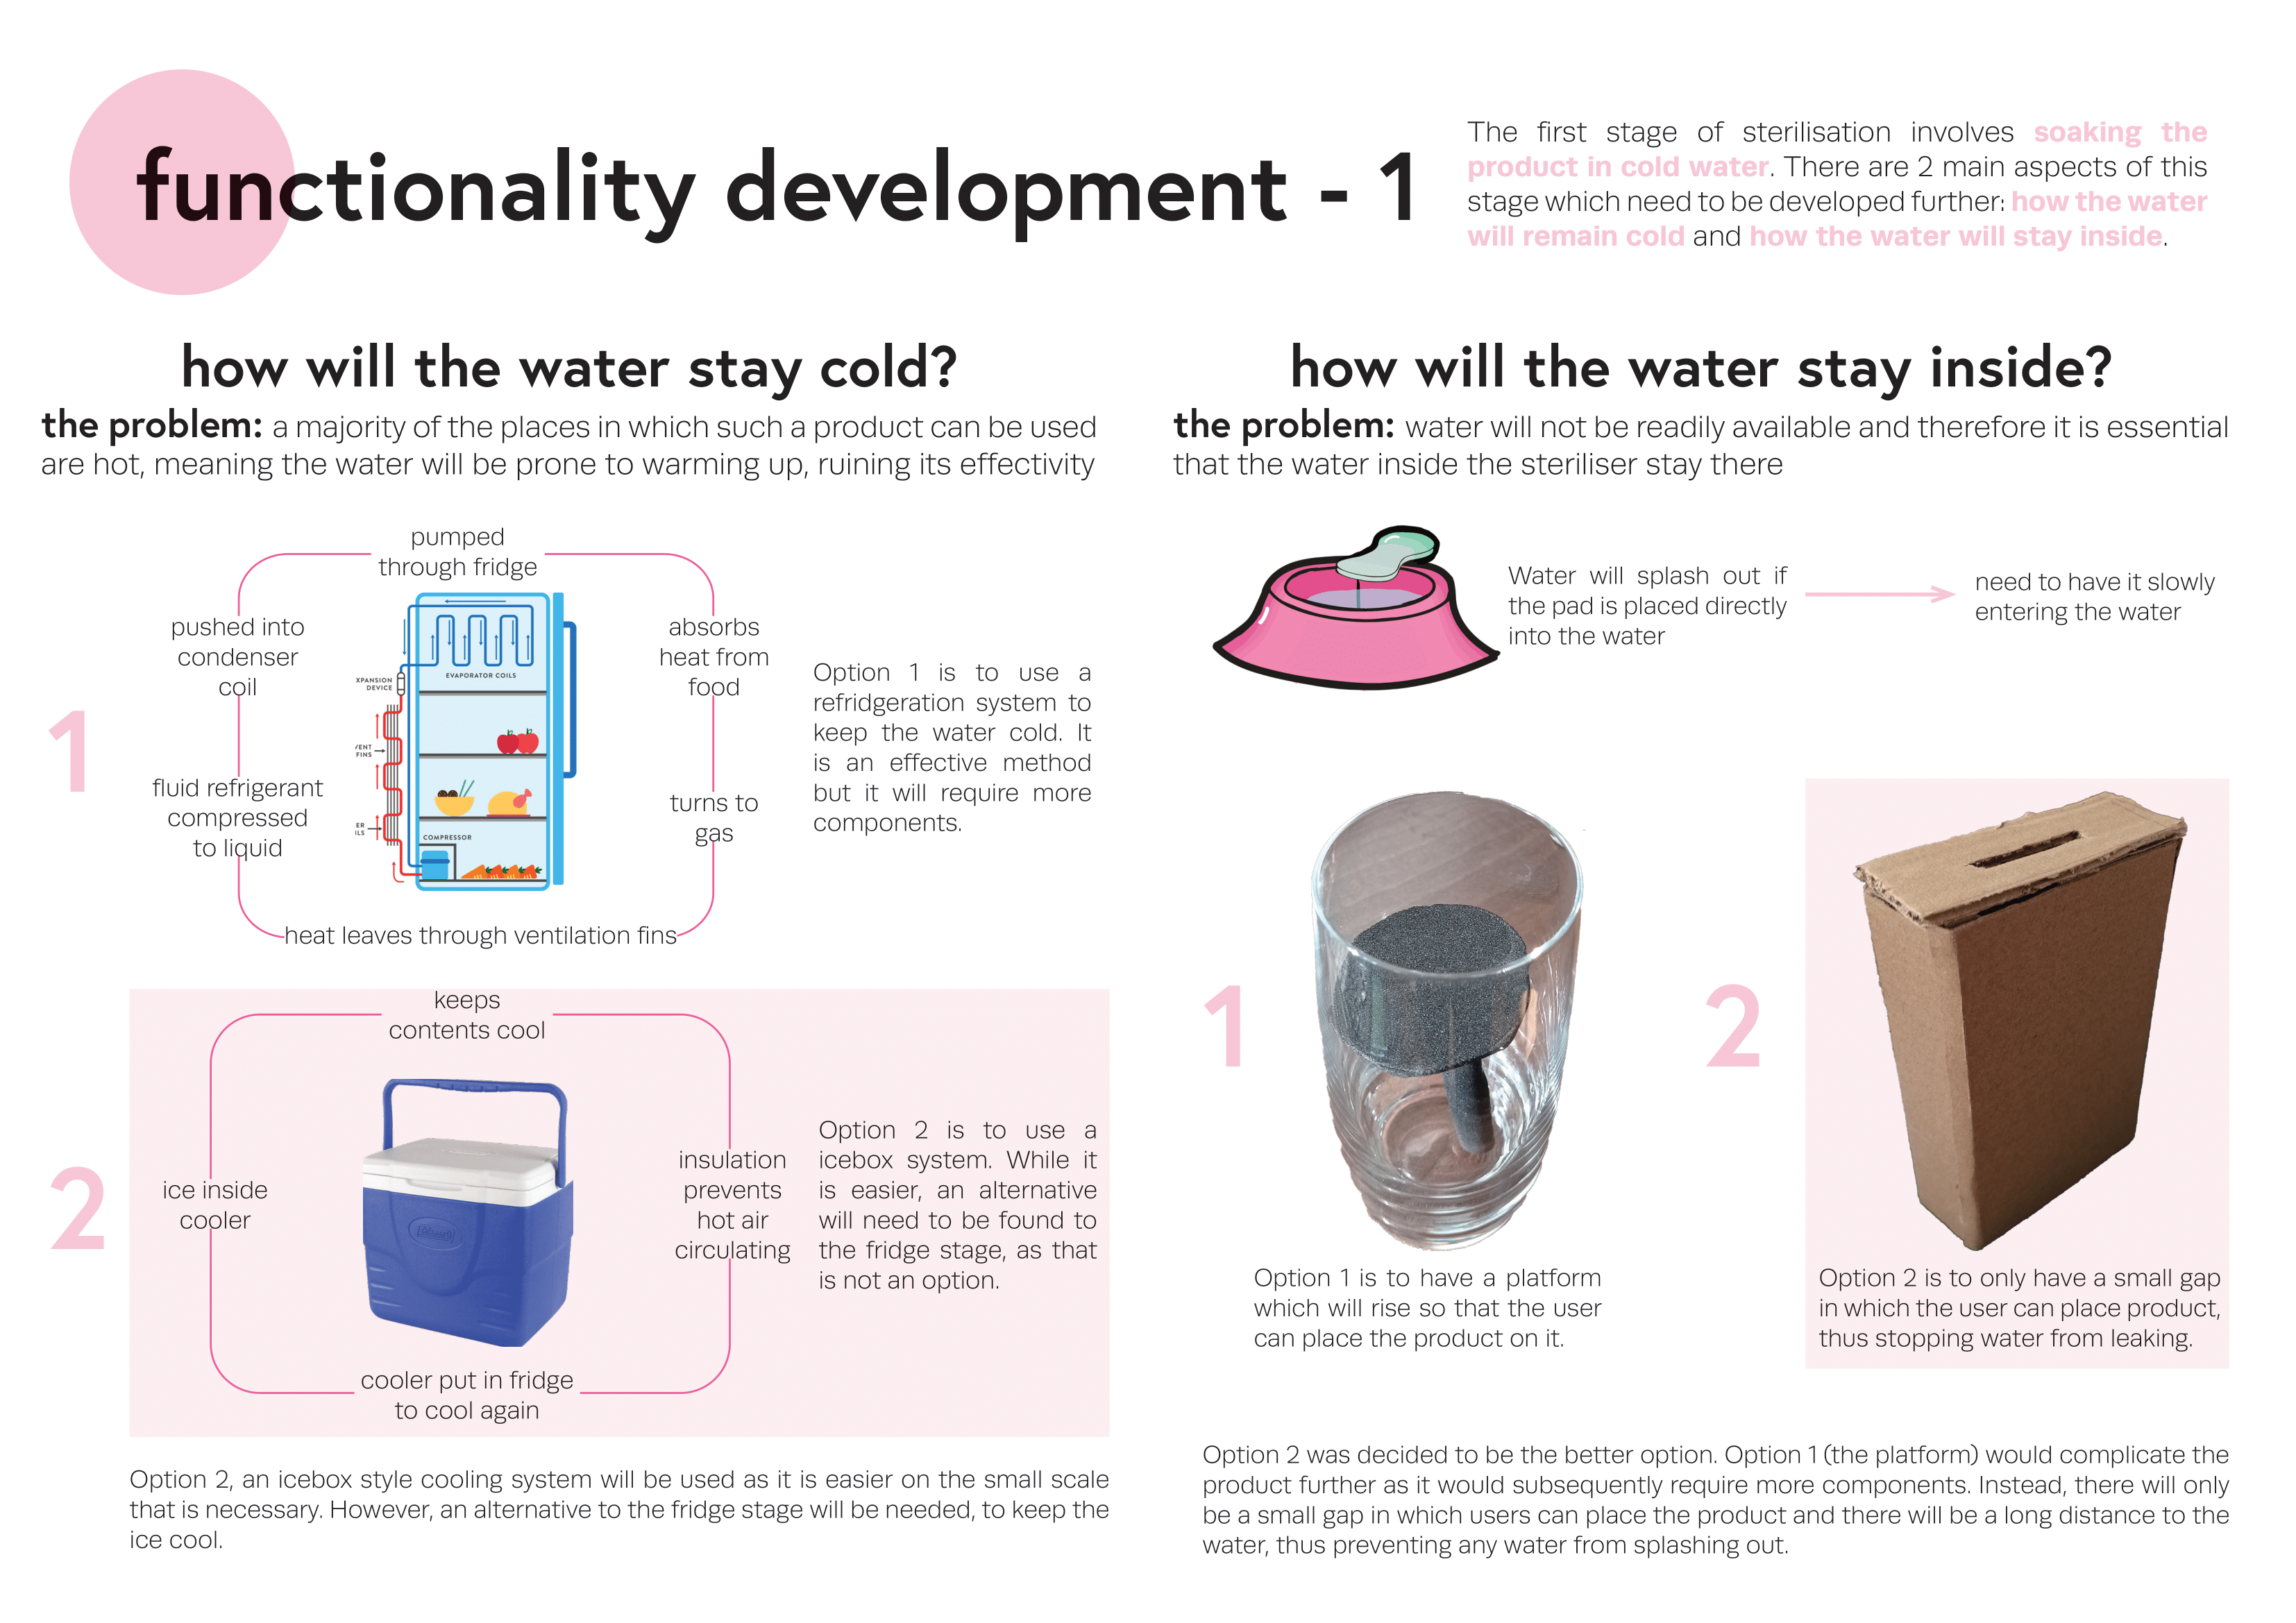 functionality development - 1
The first stage of sterilisation involves soaking the
product in cold water. There are 2 main aspects of this
stage which need to be developed further: how the water
will remain cold and how the water will stay inside.
how will the water stay cold?
the problem: a majority of the places in which such a product can be used
are hot, meaning the water will be prone to warming up, ruining its effectivity
1
pumped
through fridge
pushed into
condenser
coil
absorbs
heat from
food
fluid refrigerant
compressed
to liquid
turns to
gas
heat leaves through ventilation fins
EVAPORATOR COILS
XPANSION
DEVICE
VENT
FINS
ER
ILS
COMPRESSOR
Option 1 is to use a
refridgeration system to
keep the water cold. It
is an effective method
but it will require more
components.
2
keeps
contents cool
ice inside
cooler
Coleman
insulation
prevents
hot air
circulating
cooler put in fridge
to cool again
Option 2 is to use a
icebox system. While it
is easier, an alternative
will need to be found to
the fridge stage, as that
is not an option.
Option 2, an icebox style cooling system will be used as it is easier on the small scale
that is necessary. However, an alternative to the fridge stage will be needed, to keep the
ice cool.
how will the water stay inside?
the problem: water will not be readily available and therefore it is essential
that the water inside the steriliser stay there
Water will splash out if
the pad is placed directly
into the water
need to have it slowly
entering the water
1
Option 1 is to have a platform
which will rise so that the user
can place the product on it.
2
Option 2 is to only have a small gap
in which the user can place product,
thus stopping water from leaking.
Option 2 was decided to be the better option. Option 1 (the platform) would complicate the
product further as it would subsequently require more components. Instead, there will only
be a small gap in which users can place the product and there will be a long distance to the
water, thus preventing any water from splashing out.